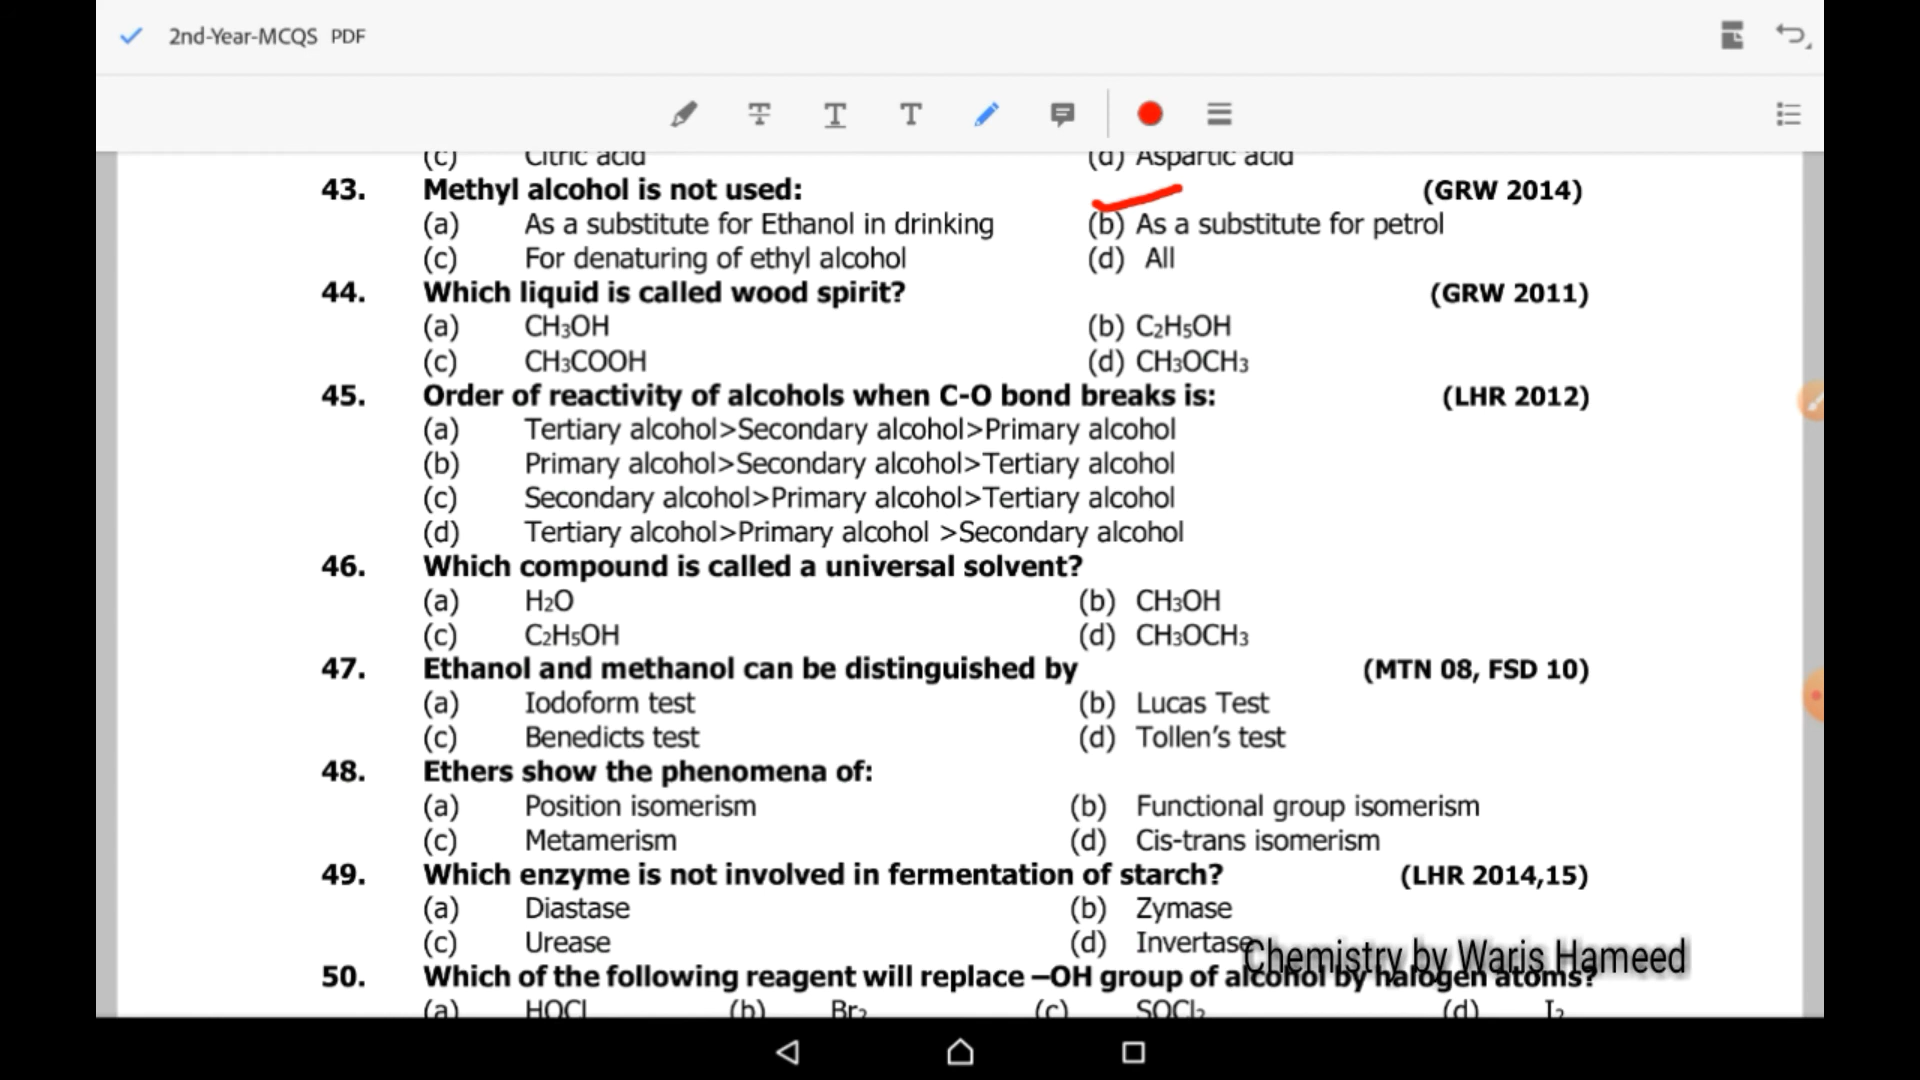 2nd-Year-MCQS PDF
(c) Citric acid (d) Aspartic acid
43. Methyl alcohol is not used: (GRW 2014)
(a) As a substitute for Ethanol in drinking (b) As a substitute for petrol
(c) For denaturing of ethyl alcohol (d) All
44. Which liquid is called wood spirit? (GRW 2011)
(a) CH3OH (b) C2H5OH
(c) CH3COOH (d) CH3OCH3
45. Order of reactivity of alcohols when C-O bond breaks is: (LHR 2012)
(a) Tertiary alcohol>Secondary alcohol>Primary alcohol
(b) Primary alcohol>Secondary alcohol>Tertiary alcohol
(c) Secondary alcohol>Primary alcohol>Tertiary alcohol
(d) Tertiary alcohol>Primary alcohol >Secondary alcohol
46. Which compound is called a universal solvent?
(a) H2O (b) CH3OH
(c) C2H5OH (d) CH3OCH3
47. Ethanol and methanol can be distinguished by (MTN 08, FSD 10)
(a) Iodoform test (b) Lucas Test
(c) Benedicts test (d) Tollen's test
48. Ethers show the phenomena of:
(a) Position isomerism (b) Functional group isomerism
(c) Metamerism (d) Cis-trans isomerism
49. Which enzyme is not involved in fermentation of starch? (LHR 2014,15)
(a) Diastase (b) Zymase
(c) Urease (d) Invertase
Chemistry by Waris Hameed
50. Which of the following reagent will replace –OH group of alcohol by halogen atoms?
(a) HOCl (b) Br2 (c) SOCl2 (d) I2